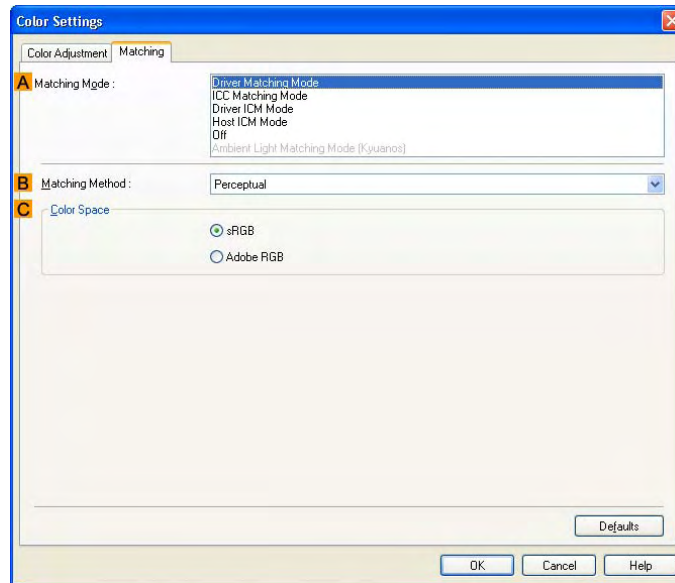 Color Settings
Color Adjustment Matching
A Matching Mode :
Driver Matching Mode
ICC Matching Mode
Driver ICM Mode
Host ICM Mode
Off
Ambient Light Matching Mode (Kyuanos)
B Matching Method : Perceptual
C Color Space
sRGB
Adobe RGB
Defaults
OK Cancel Help